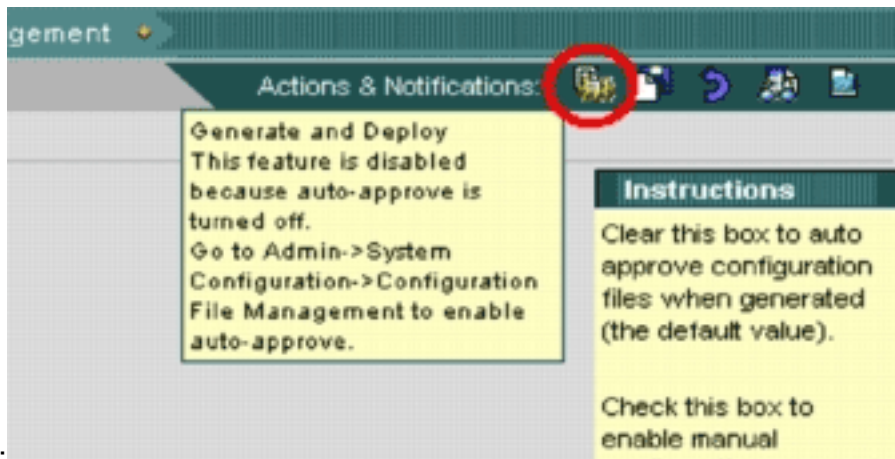 gement
Actions & Notifications:
Generate and Deploy
This feature is disabled
because auto-approve is
turned off.
Go to Admin->System
Configuration->Configuration
File Management to enable
auto-approve.
Instructions
Clear this box to auto
approve configuration
files when generated
(the default value).
Check this box to
enable manual
.